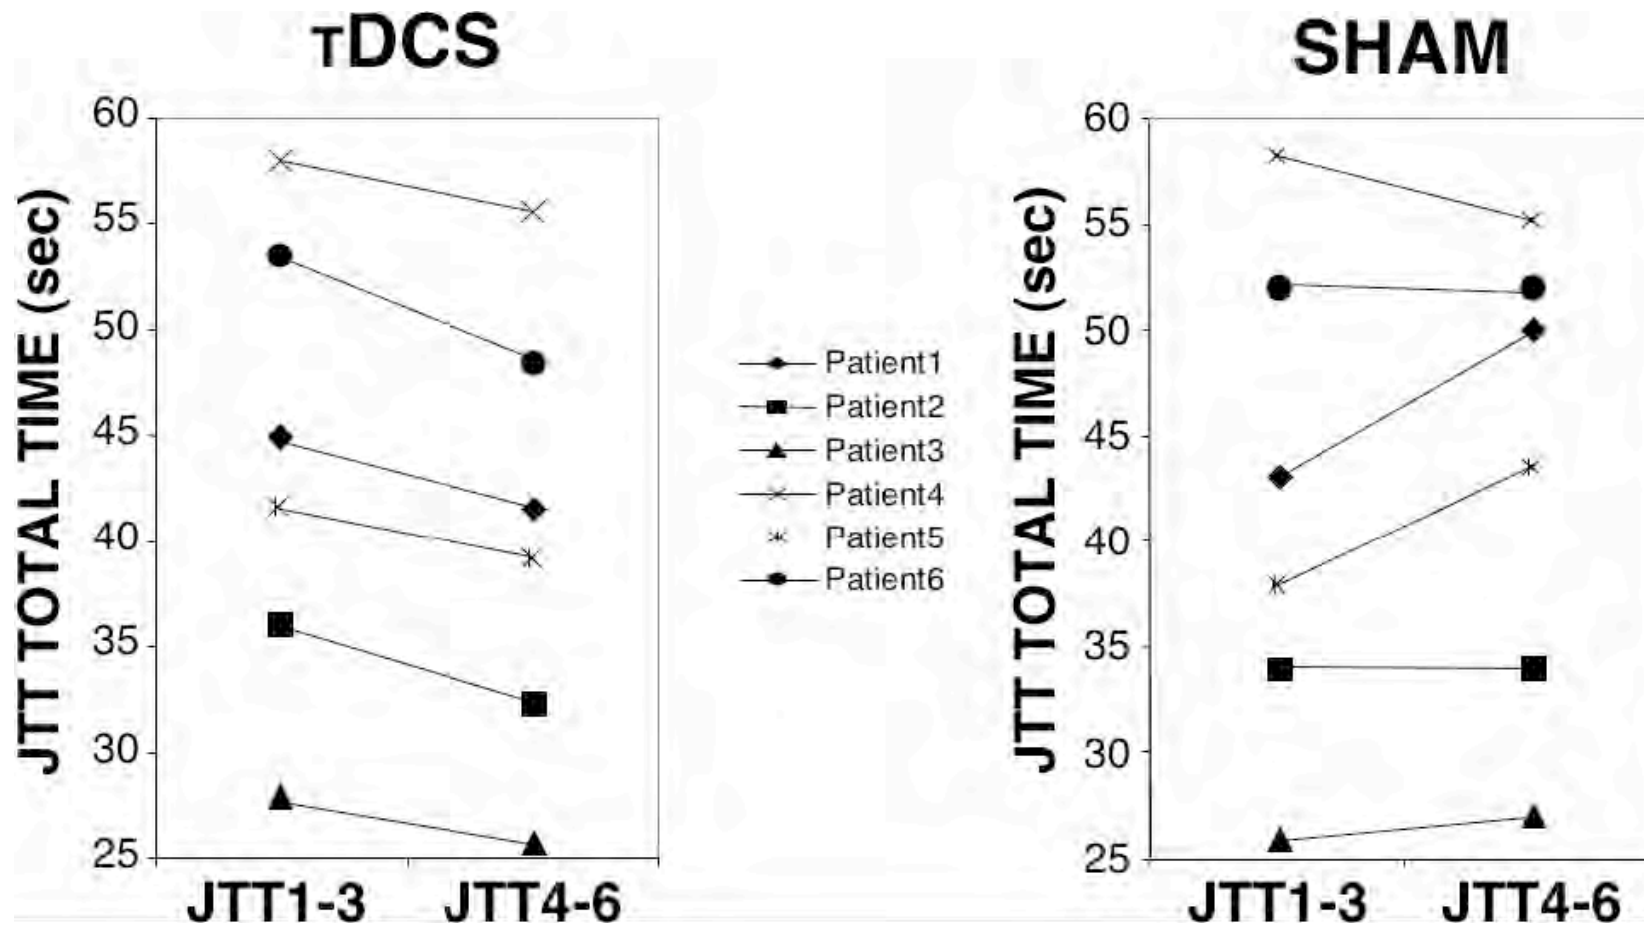 TDCS
SHAM
JTT TOTAL TIME (sec)
60
55
50
45
40
35
30
25
JTT1-3 JTT4-6
Patient1
Patient2
Patient3
Patient4
Patient5
Patient6
JTT TOTAL TIME (sec)
60
55
50
45
40
35
30
25
JTT1-3 JTT4-6